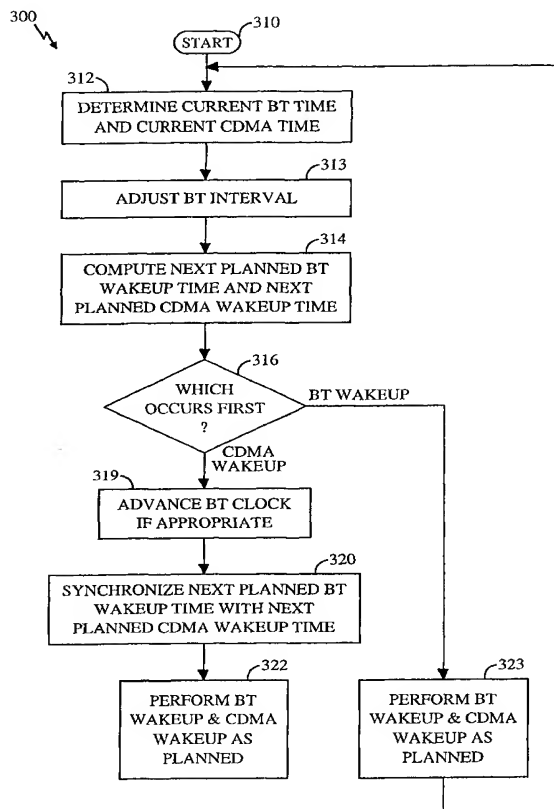 300
START
310
312
DETERMINE CURRENT BT TIME
AND CURRENT CDMA TIME
313
ADJUST BT INTERVAL
314
COMPUTE NEXT PLANNED BT
WAKEUP TIME AND NEXT
PLANNED CDMA WAKEUP TIME
316
WHICH
OCCURS FIRST
?
BT WAKEUP
CDMA
WAKEUP
319
ADVANCE BT CLOCK
IF APPROPRIATE
320
SYNCHRONIZE NEXT PLANNED BT
WAKEUP TIME WITH NEXT
PLANNED CDMA WAKEUP TIME
322
PERFORM BT
WAKEUP & CDMA
WAKEUP AS
PLANNED
323
PERFORM BT
WAKEUP & CDMA
WAKEUP AS
PLANNED